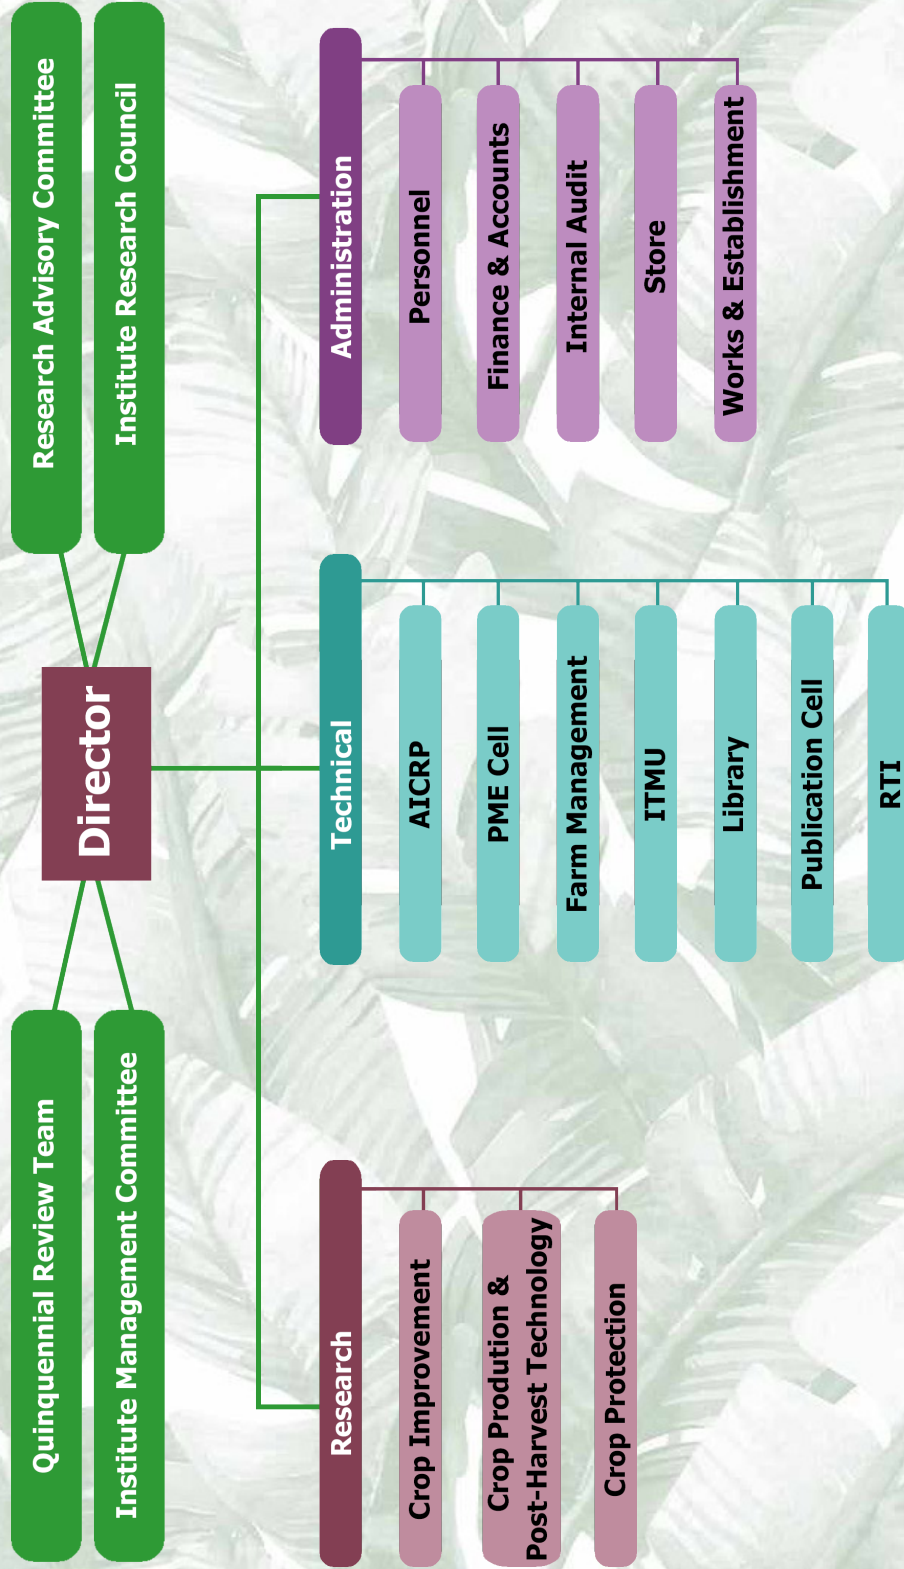 Quinquennial Review Team
Institute Management Committee
Director
Research Advisory Committee
Institute Research Council
Research
Crop Improvement
Crop Prodution &
Post-Harvest Technology
Crop Protection
Technical
AICRP
PME Cell
Farm Management
ITMU
Library
Publication Cell
RTI
Administration
Personnel
Finance & Accounts
Internal Audit
Store
Works & Establishment